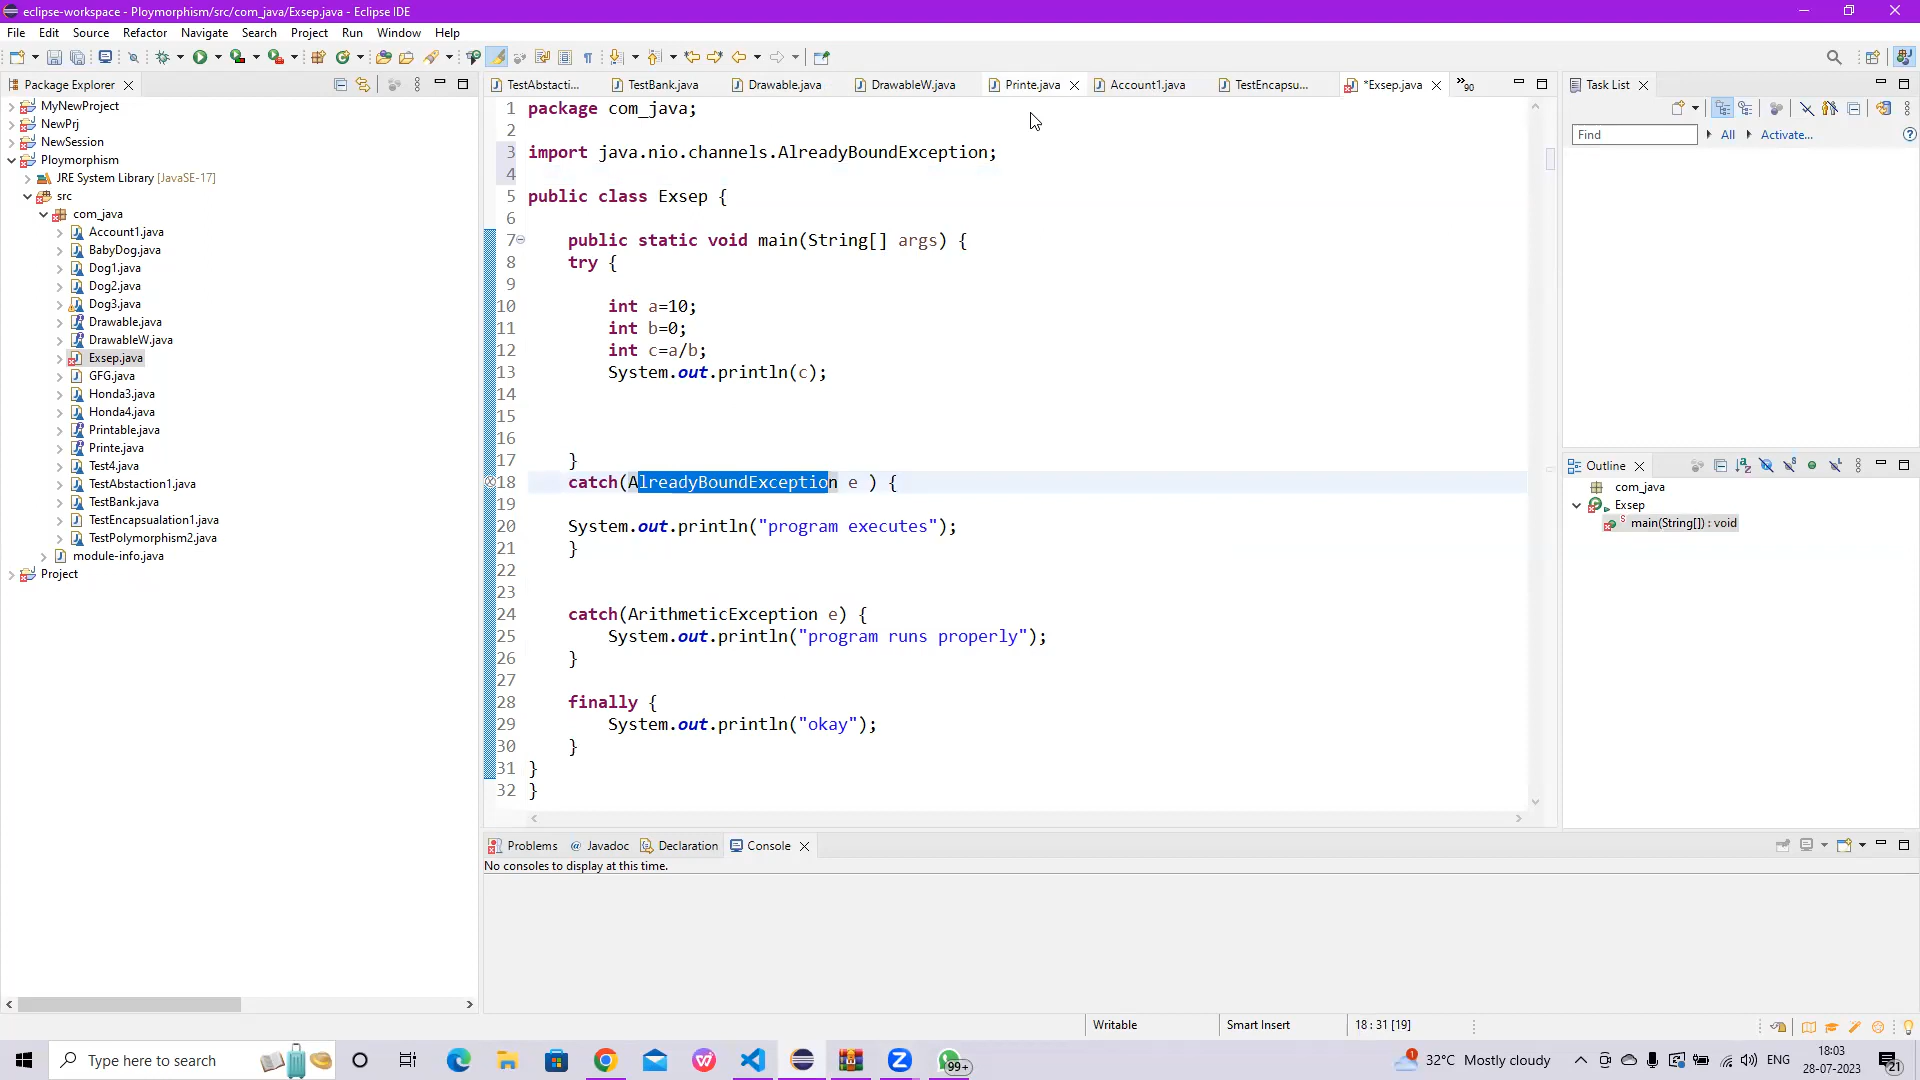 eclipse-workspace - Ploymorphism/src/com_java/Exsep.java - Eclipse IDE
File Edit Source Refactor Navigate Search Project Run Window Help
Package Explorer
MyNewProject
NewPrj
NewSession
Ploymorphism
JRE System Library [JavaSE-17]
src
com_java
Account1.java
BabyDog.java
Dog1.java
Dog2.java
Dog3.java
Drawable.java
DrawableW.java
Exsep.java
GFG.java
Honda3.java
Honda4.java
Printable.java
Printe.java
Test4.java
TestAbstaction1.java
TestBank.java
TestEncapsualation1.java
TestPolymorphism2.java
module-info.java
Project
TestAbstacti... TestBank.java Drawable.java DrawableW.java Printe.java Account1.java TestEncapsu... *Exsep.java »90
1 package com_java;
2
3 import java.nio.channels.AlreadyBoundException;
4
5 public class Exsep {
6
7 public static void main(String[] args) {
8 try {
9
10 int a=10;
11 int b=0;
12 int c=a/b;
13 System.out.println(c);
14
15
16
17 }
18 catch(AlreadyBoundException e ) {
19
20 System.out.println("program executes");
21 }
22
23
24 catch(ArithmeticException e) {
25 System.out.println("program runs properly");
26 }
27
28 finally {
29 System.out.println("okay");
30 }
31 }
32 }
Problems @ Javadoc Declaration Console
No consoles to display at this time.
Task List
Find All Activate...
Outline
com_java
Exsep
main(String[]) : void
Writable Smart Insert 18 : 31 [19]
Type here to search
99+
32°C Mostly cloudy
ENG
18:03
28-07-2023
21